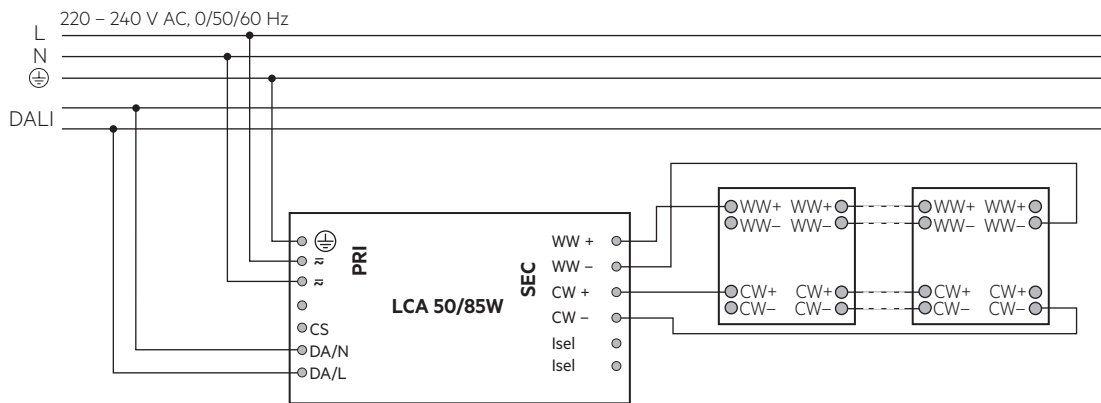 220 – 240 V AC, 0/50/60 Hz
L
N
DALI
PRI
CS
DA/N
DA/L
LCA 50/85W
SEC
WW +
WW –
CW +
CW –
Isel
Isel
WW+ WW+
WW– WW–
CW+ CW+
CW– CW–
WW+ WW+
WW– WW–
CW+ CW+
CW– CW–